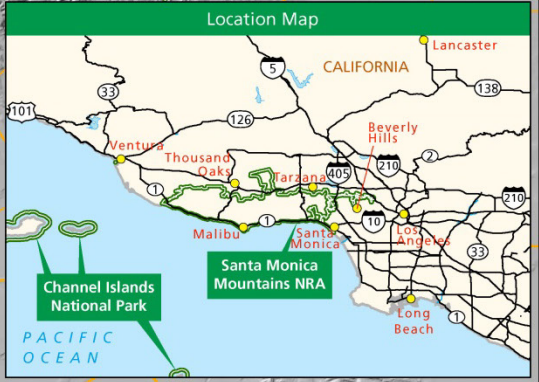 Location Map
Lancaster
CALIFORNIA
5
138
33
101
126
Beverly
Hills
Ventura
Thousand
Oaks
Tarzana
405
210
2
210
1
10
Malibu
1
Santa
Monica
Los
Angeles
33
Santa Monica
Mountains NRA
Channel Islands
National Park
Long
Beach
1
PACIFIC
OCEAN